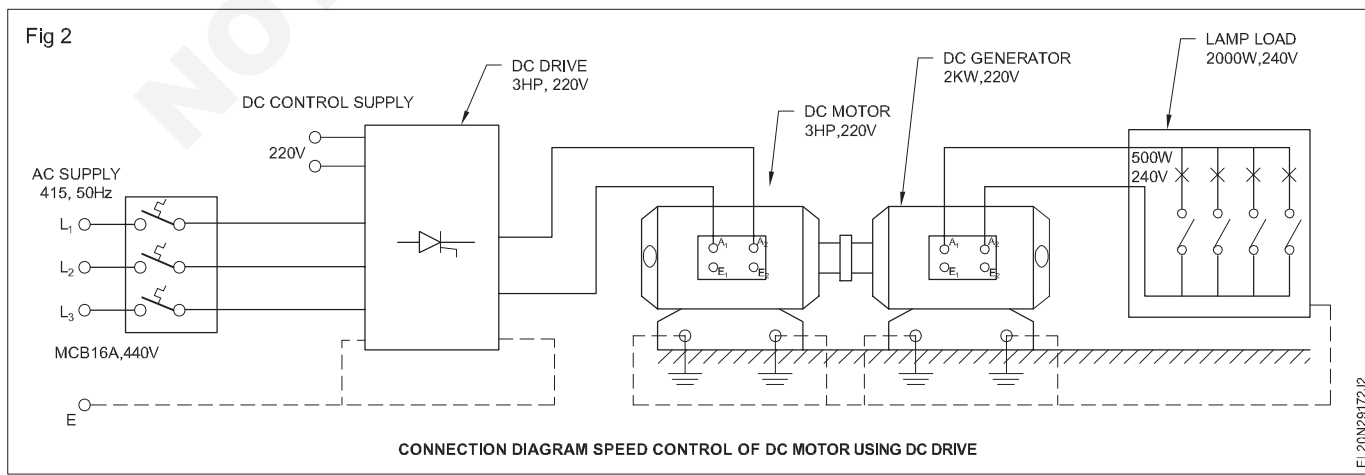 Fig 2
NO
DC DRIVE
3HP, 220V
DC CONTROL SUPPLY
220V
AC SUPPLY
415, 50Hz
L1
L2
L3
MCB16A,440V
E
DC MOTOR
3HP,220V
DC GENERATOR
2KW,220V
LAMP LOAD
2000W,240V
500W
240V
A1 A2
E1 E2
A1 A2
E1 E2
CONNECTION DIAGRAM SPEED CONTROL OF DC MOTOR USING DC DRIVE
EL20N29172J2